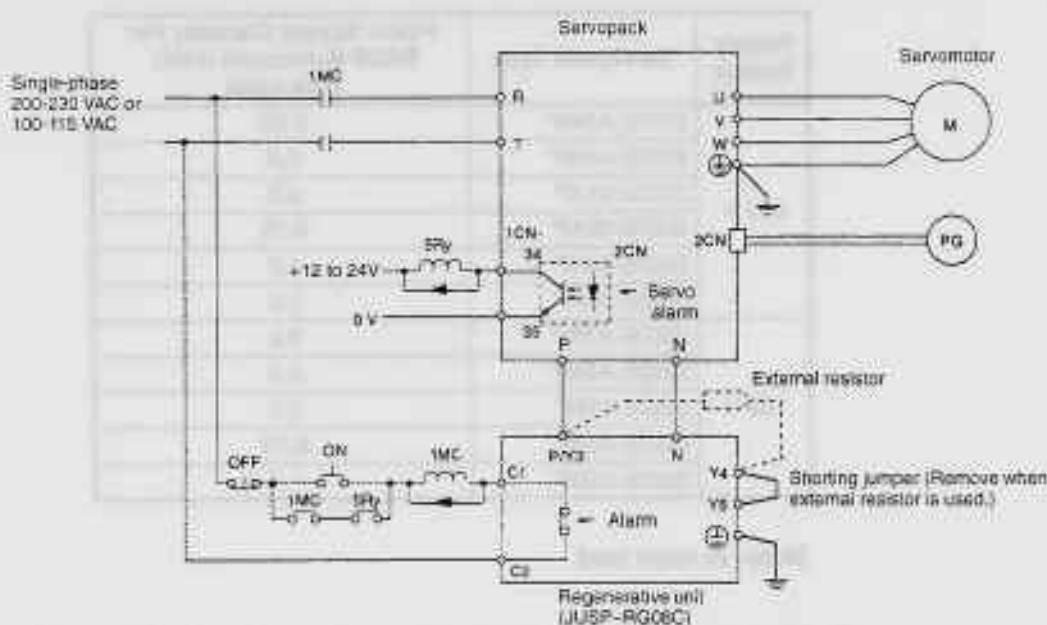 Servopack
Servomotor
Single-phase
200-230 VAC or
100-115 VAC
1MC
R
T
U
V
W
M
1CN-
34
2CN
2CN
PG
5Ry
+12 to 24V
0 V
35
Servo
alarm
P
N
External resistor
P/Y3
N
OFF
ON
1MC
C1
1MC
5Ry
Alarm
C2
Y4
Y5
Shorting jumper (Remove when
external resistor is used.)
Regenerative unit
(JUSP-RG08C)